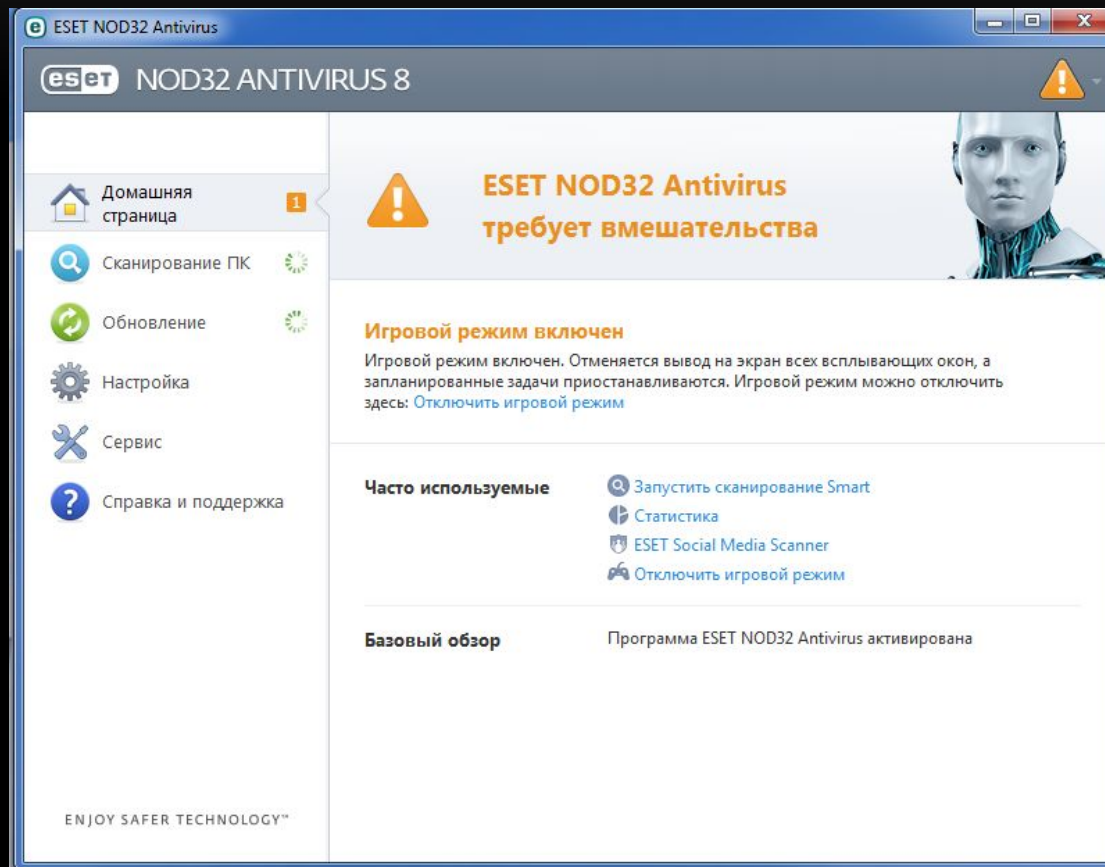 ESET NOD32 Antivirus
eset NOD32 ANTIVIRUS 8
Домашняя
страница
1
Сканирование ПК
Обновление
Настройка
Сервис
Справка и поддержка
ENJOY SAFER TECHNOLOGY™
ESET NOD32 Antivirus
требует вмешательства
Игровой режим включен
Игровой режим включен. Отменяется вывод на экран всех всплывающих окон, а
запланированные задачи приостанавливаются. Игровой режим можно отключить
здесь: Отключить игровой режим
Часто используемые
Запустить сканирование Smart
Статистика
ESET Social Media Scanner
Отключить игровой режим
Базовый обзор
Программа ESET NOD32 Antivirus активирована